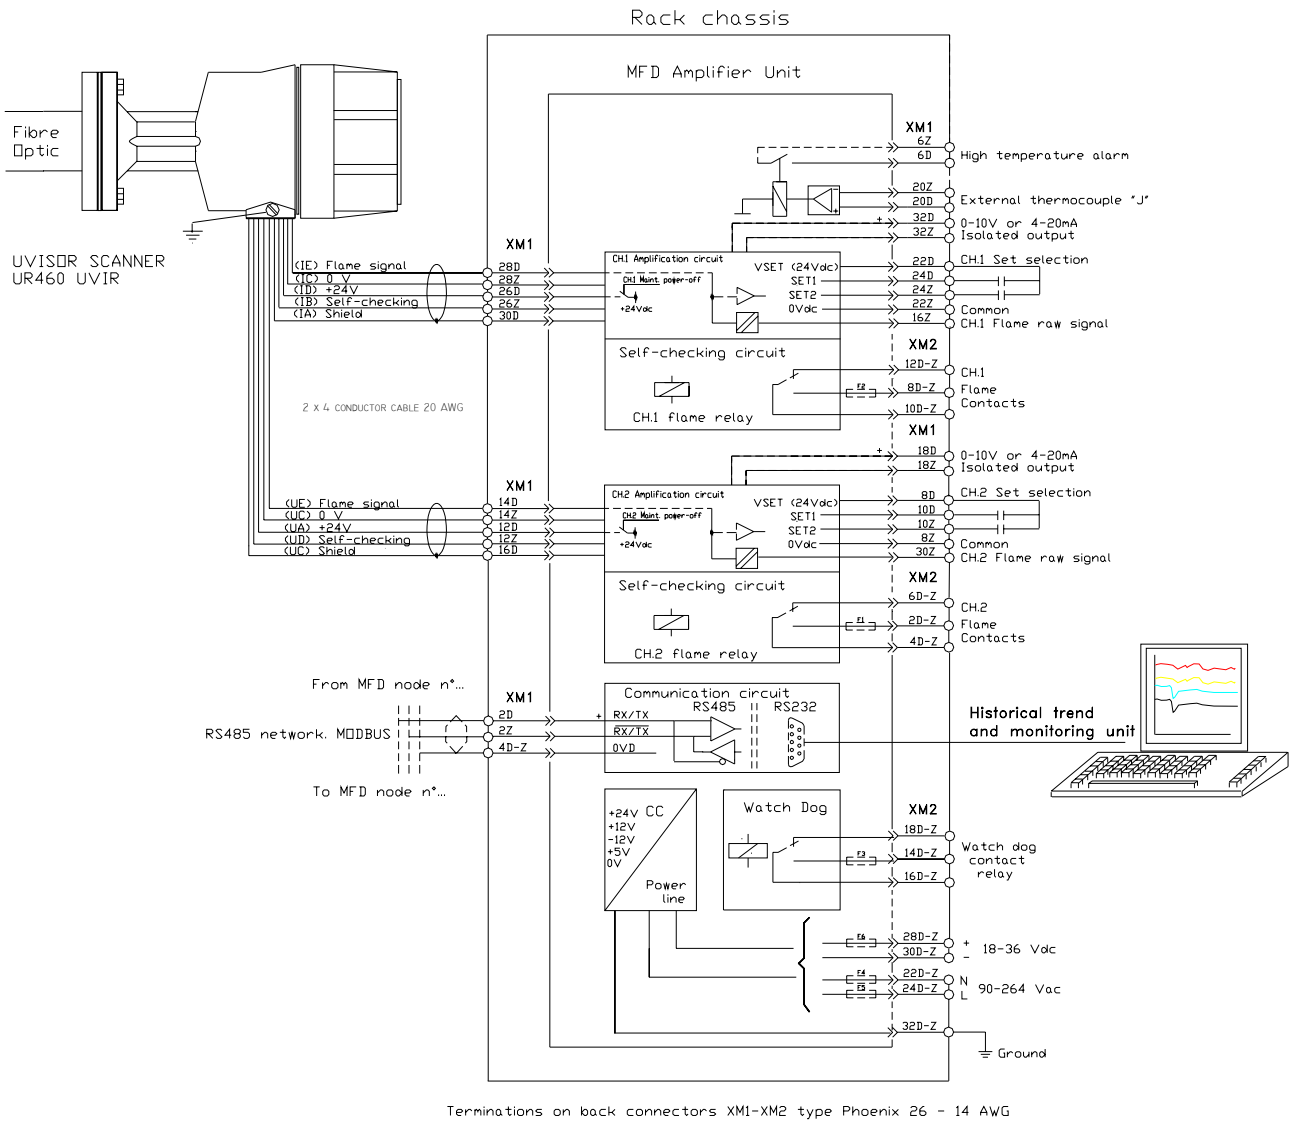 Rack chassis
MFD Amplifier Unit
Fibre
Optic
UVISOR SCANNER
UR460 UVIR
XM1
6Z
6D
High temperature alarm
20Z
20D
External thermocouple "J"
+
32D
32Z
0-10V or 4-20mA
Isolated output
XM1
(IE) Flame signal
28D
(IC) 0 V
28Z
(ID) +24V
26D
(IB) Self-checking
26Z
(IA) Shield
30D
CH.1 Amplification circuit
CH.1 Maint. power-off
+24Vdc
VSET (24Vdc)
SET1
SET2
0Vdc
22D
24D
24Z
22Z
16Z
CH.1 Set selection
Common
CH.1 Flame raw signal
Self-checking circuit
CH.1 flame relay
XM2
12D-Z
F2
8D-Z
10D-Z
CH.1
Flame
Contacts
2 X 4 CONDUCTOR CABLE 20 AWG
XM1
+
18D
18Z
0-10V or 4-20mA
Isolated output
XM1
(UE) Flame signal
14D
(UC) 0 V
14Z
(UA) +24V
12D
(UD) Self-checking
12Z
(UC) Shield
16D
CH.2 Amplification circuit
CH.2 Maint. power-off
+24Vdc
VSET (24Vdc)
SET1
SET2
0Vdc
8D
10D
10Z
8Z
30Z
CH.2 Set selection
Common
CH.2 Flame raw signal
Self-checking circuit
CH.2 flame relay
XM2
6D-Z
F1
2D-Z
4D-Z
CH.2
Flame
Contacts
From MFD node n°...
RS485 network. MODBUS
To MFD node n°...
XM1
2D
2Z
4D-Z
Communication circuit
RS485
RS232
+
RX/TX
RX/TX
0VD
Historical trend
and monitoring unit
+24V CC
+12V
-12V
+5V
0V
Power
line
Watch Dog
XM2
18D-Z
F3
14D-Z
16D-Z
Watch dog
contact
relay
F6
28D-Z
+
30D-Z
-
18-36 Vdc
F4
22D-Z
N
F5
24D-Z
L
90-264 Vac
32D-Z
Ground
Terminations on back connectors XM1-XM2 type Phoenix 26 - 14 AWG